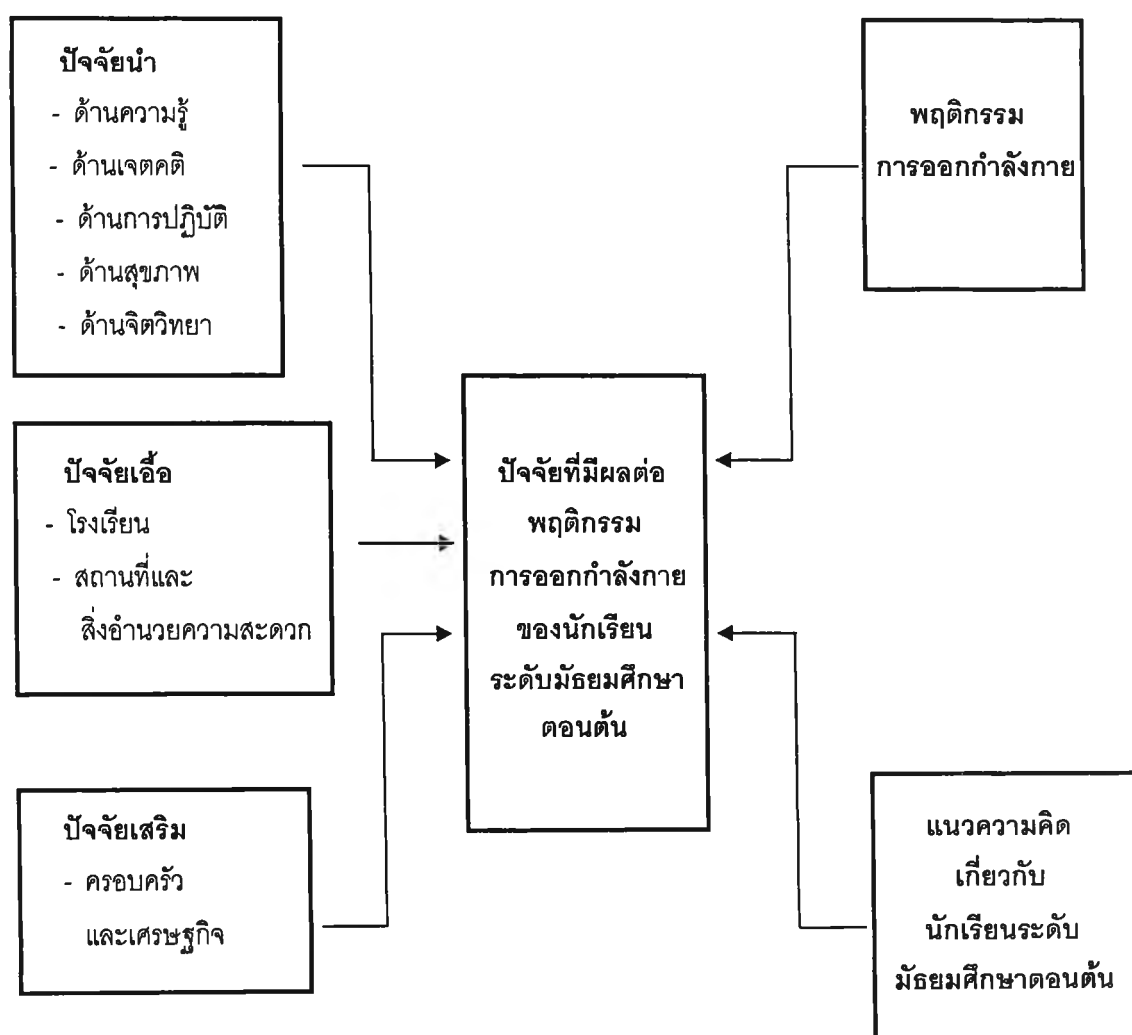 ปัจจัยนำ
- ด้านความรู้
- ด้านเจตคติ
- ด้านการปฏิบัติ
- ด้านสุขภาพ
- ด้านจิตวิทยา
ปัจจัยเอื้อ
- โรงเรียน
- สถานที่และ
สิ่งอำนวยความสะดวก
ปัจจัยเสริม
- ครอบครัว
และเศรษฐกิจ
ปัจจัยที่มีผลต่อ
พฤติกรรม
การออกกำลังกาย
ของนักเรียน
ระดับมัธยมศึกษา
ตอนต้น
พฤติกรรม
การออกกำลังกาย
แนวความคิด
เกี่ยวกับ
นักเรียนระดับ
มัธยมศึกษาตอนต้น